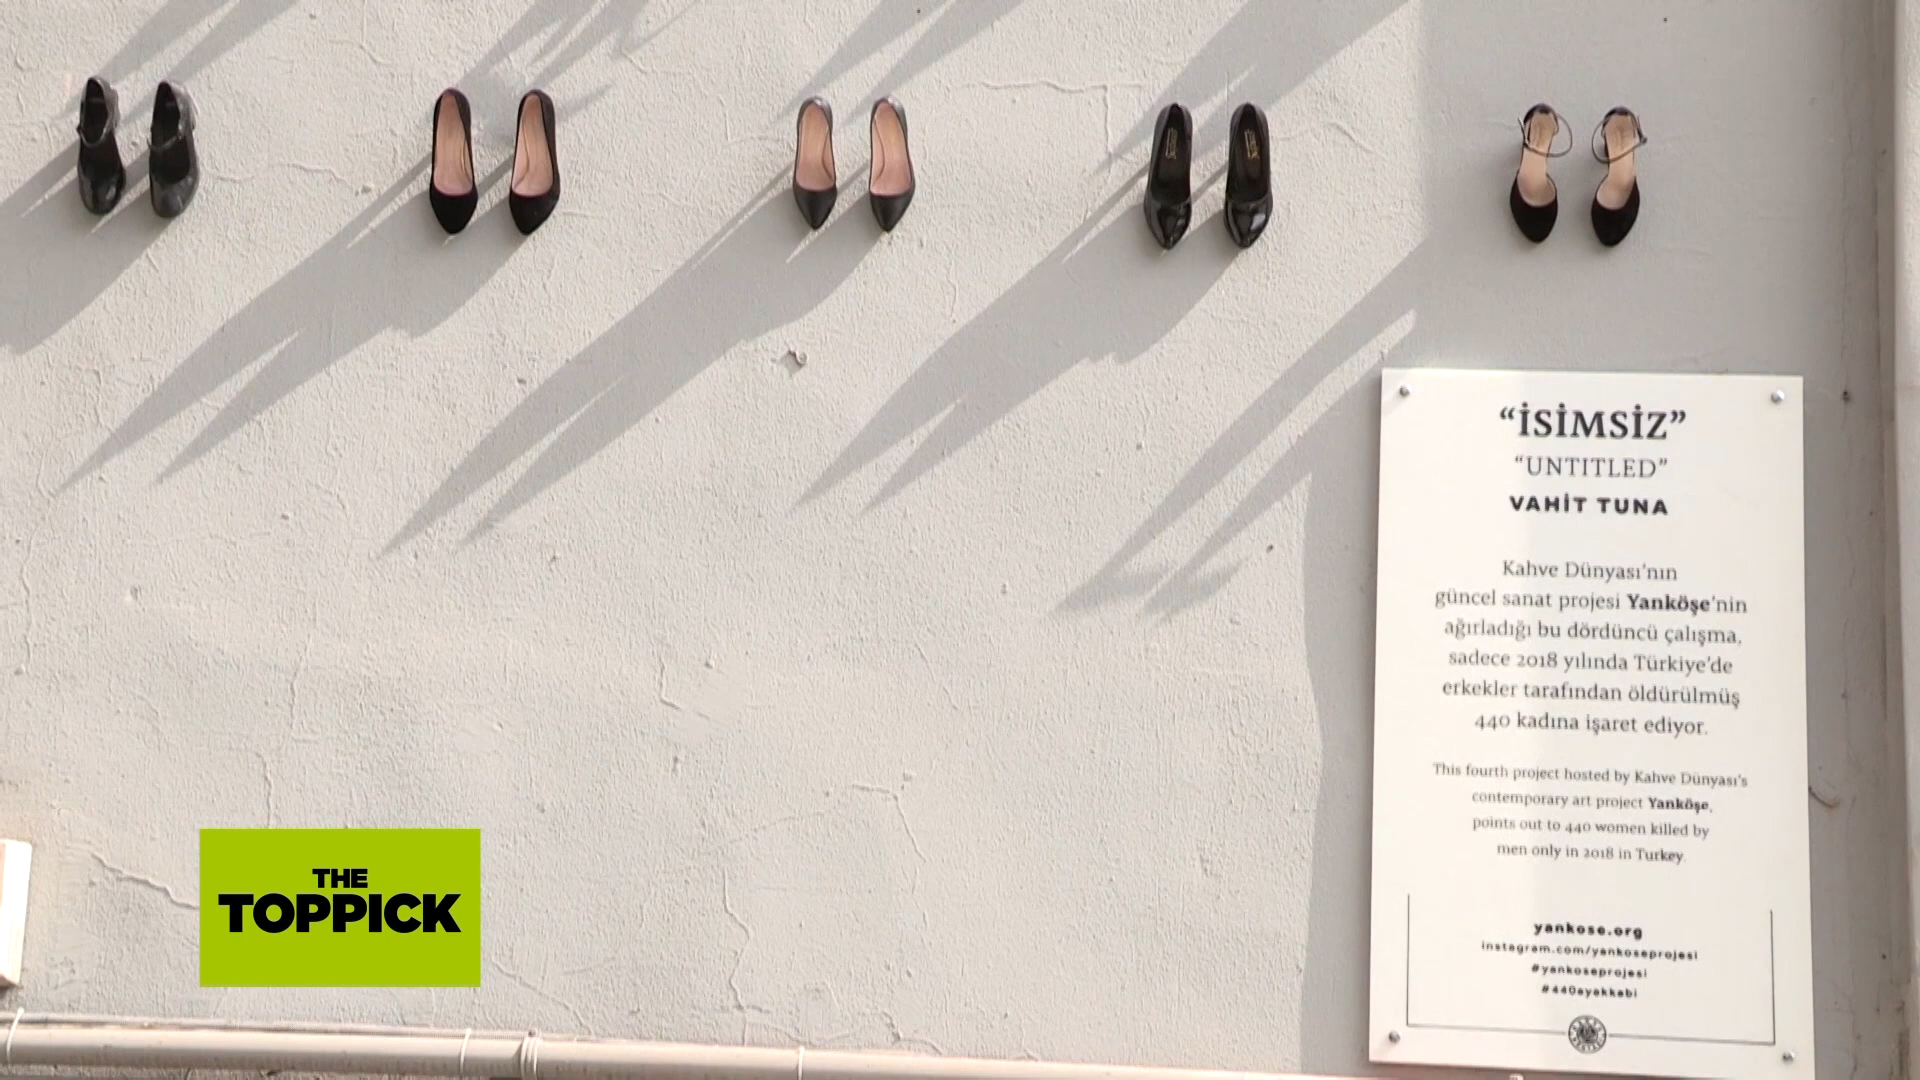 "İSİMSİZ"
"UNTITLED"
VAHİT TUNA
Kahve Dünyası'nın
güncel sanat projesi Yanköşe'nin
ağırladığı bu dördüncü çalışma,
sadece 2018 yılında Türkiye'de
erkekler tarafından öldürülmüş
440 kadına işaret ediyor.
This fourth project hosted by Kahve Dünyası's
contemporary art project Yanköşe,
points out to 440 women killed by
men only in 2018 in Turkey.
yankose.org
instagram.com/yankoseprojesi
#yankoseprojesi
#440ayakkabi
THE
TOPPICK